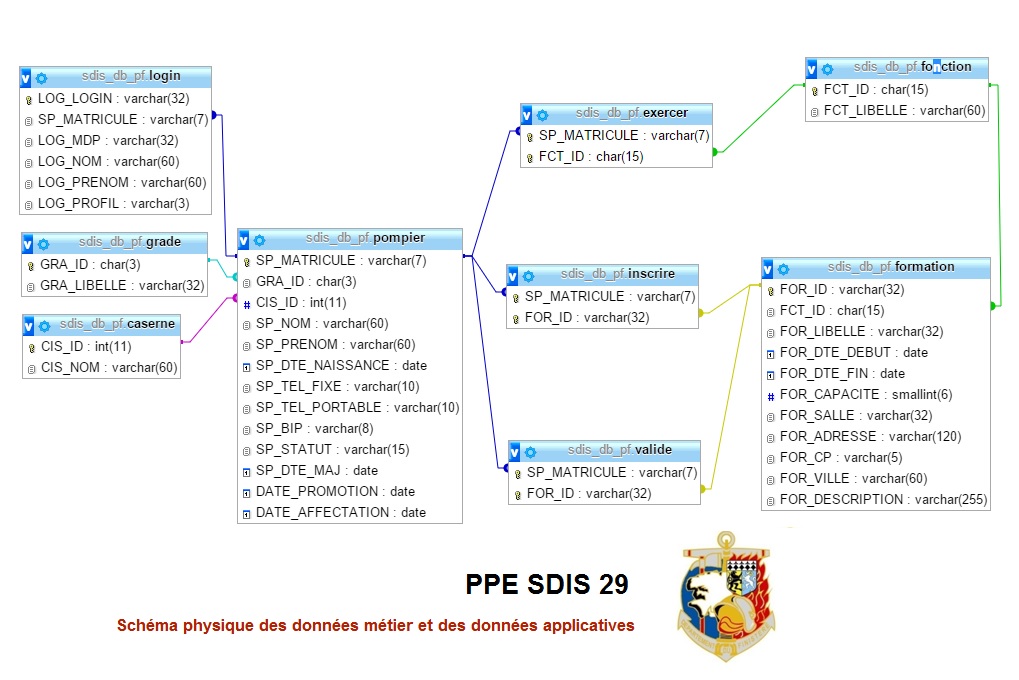 sdis_db_pf.login
LOG_LOGIN : varchar(32)
SP_MATRICULE : varchar(7)
LOG_MDP : varchar(32)
LOG_NOM : varchar(60)
LOG_PRENOM : varchar(60)
LOG_PROFIL : varchar(3)
sdis_db_pf.grade
GRA_ID : char(3)
GRA_LIBELLE : varchar(32)
sdis_db_pf.caserne
CIS_ID : int(11)
CIS_NOM : varchar(60)
sdis_db_pf.pompier
SP_MATRICULE : varchar(7)
GRA_ID : char(3)
CIS_ID : int(11)
SP_NOM : varchar(60)
SP_PRENOM : varchar(60)
SP_DTE_NAISSANCE : date
SP_TEL_FIXE : varchar(10)
SP_TEL_PORTABLE : varchar(10)
SP_BIP : varchar(8)
SP_STATUT : varchar(15)
SP_DTE_MAJ : date
DATE_PROMOTION : date
DATE_AFFECTATION : date
sdis_db_pf.exercer
SP_MATRICULE : varchar(7)
FCT_ID : char(15)
sdis_db_pf.inscrire
SP_MATRICULE : varchar(7)
FOR_ID : varchar(32)
sdis_db_pf.valide
SP_MATRICULE : varchar(7)
FOR_ID : varchar(32)
sdis_db_pf.fonction
FCT_ID : char(15)
FCT_LIBELLE : varchar(60)
sdis_db_pf.formation
FOR_ID : varchar(32)
FCT_ID : char(15)
FOR_LIBELLE : varchar(32)
FOR_DTE_DEBUT : date
FOR_DTE_FIN : date
FOR_CAPACITE : smallint(6)
FOR_SALLE : varchar(32)
FOR_ADRESSE : varchar(120)
FOR_CP : varchar(5)
FOR_VILLE : varchar(60)
FOR_DESCRIPTION : varchar(255)
PPE SDIS 29
Schéma physique des données métier et des données applicatives